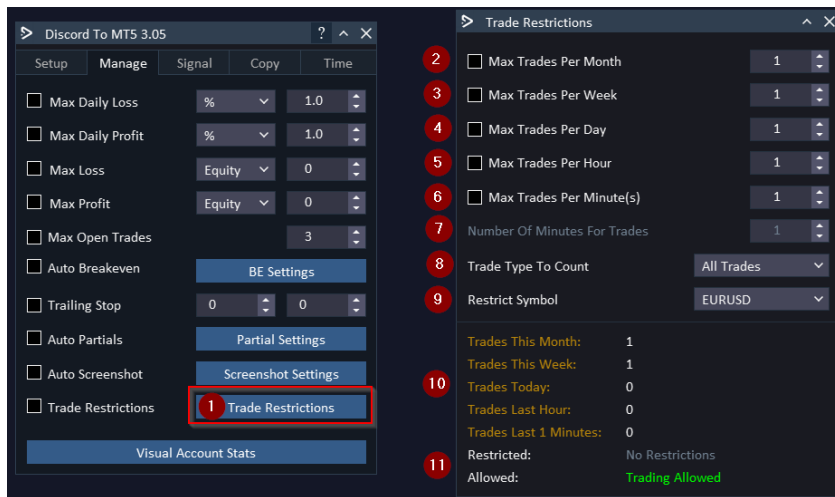 Discord To MT5 3.05 ?
Setup Manage Signal Copy Time
Max Daily Loss % 1.0
Max Daily Profit % 1.0
Max Loss Equity 0
Max Profit Equity 0
Max Open Trades 3
Auto Breakeven BE Settings
Trailing Stop 0 0
Auto Partials Partial Settings
Auto Screenshot Screenshot Settings
Trade Restrictions 1 Trade Restrictions
Visual Account Stats
Trade Restrictions
2 Max Trades Per Month 1
3 Max Trades Per Week 1
4 Max Trades Per Day 1
5 Max Trades Per Hour 1
6 Max Trades Per Minute(s) 1
7 Number Of Minutes For Trades 1
8 Trade Type To Count All Trades
9 Restrict Symbol EURUSD
Trades This Month: 1
Trades This Week: 1
10 Trades Today: 0
Trades Last Hour: 0
Trades Last 1 Minutes: 0
11 Restricted: No Restrictions
Allowed: Trading Allowed